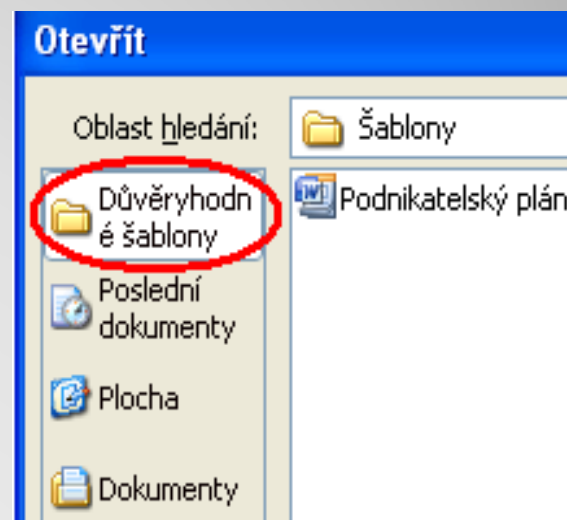 Otevřít
Oblast hledání: Šablony
Důvěryhodn
é šablony
Podnikatelský plán
Poslední
dokumenty
Plocha
Dokumenty